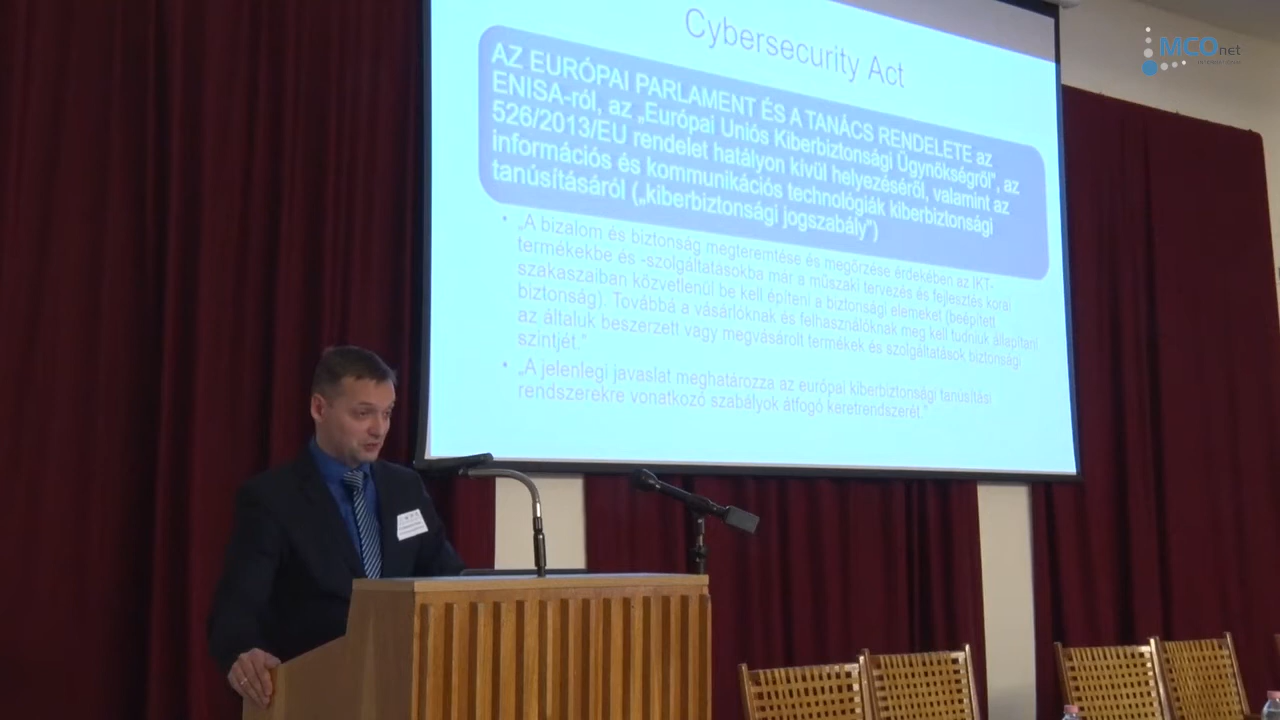 Cybersecurity Act
AZ EURÓPAI PARLAMENT ÉS A TANÁCS RENDELETE az
ENISA-ról, az „Európai Uniós Kiberbiztonsági Ügynökségről”, az
526/2013/EU rendelet hatályon kívül helyezéséről, valamint az
információs és kommunikációs technológiák kiberbiztonsági
tanúsításáról („kiberbiztonsági jogszabály”)
• „A bizalom és biztonság megteremtése és megőrzése érdekében az IKT-
termékekbe és -szolgáltatásokba már a műszaki tervezés és fejlesztés korai
szakaszaiban közvetlenül be kell építeni a biztonsági elemeket (beépített
biztonság). Továbbá a vásárlóknak és felhasználóknak meg kell tudniuk állapítani
az általuk beszerzett vagy megvásárolt termékek és szolgáltatások biztonsági
szintjét.”
• „A jelenlegi javaslat meghatározza az európai kiberbiztonsági tanúsítási
rendszerekre vonatkozó szabályok átfogó keretrendszerét.”
MCOnet